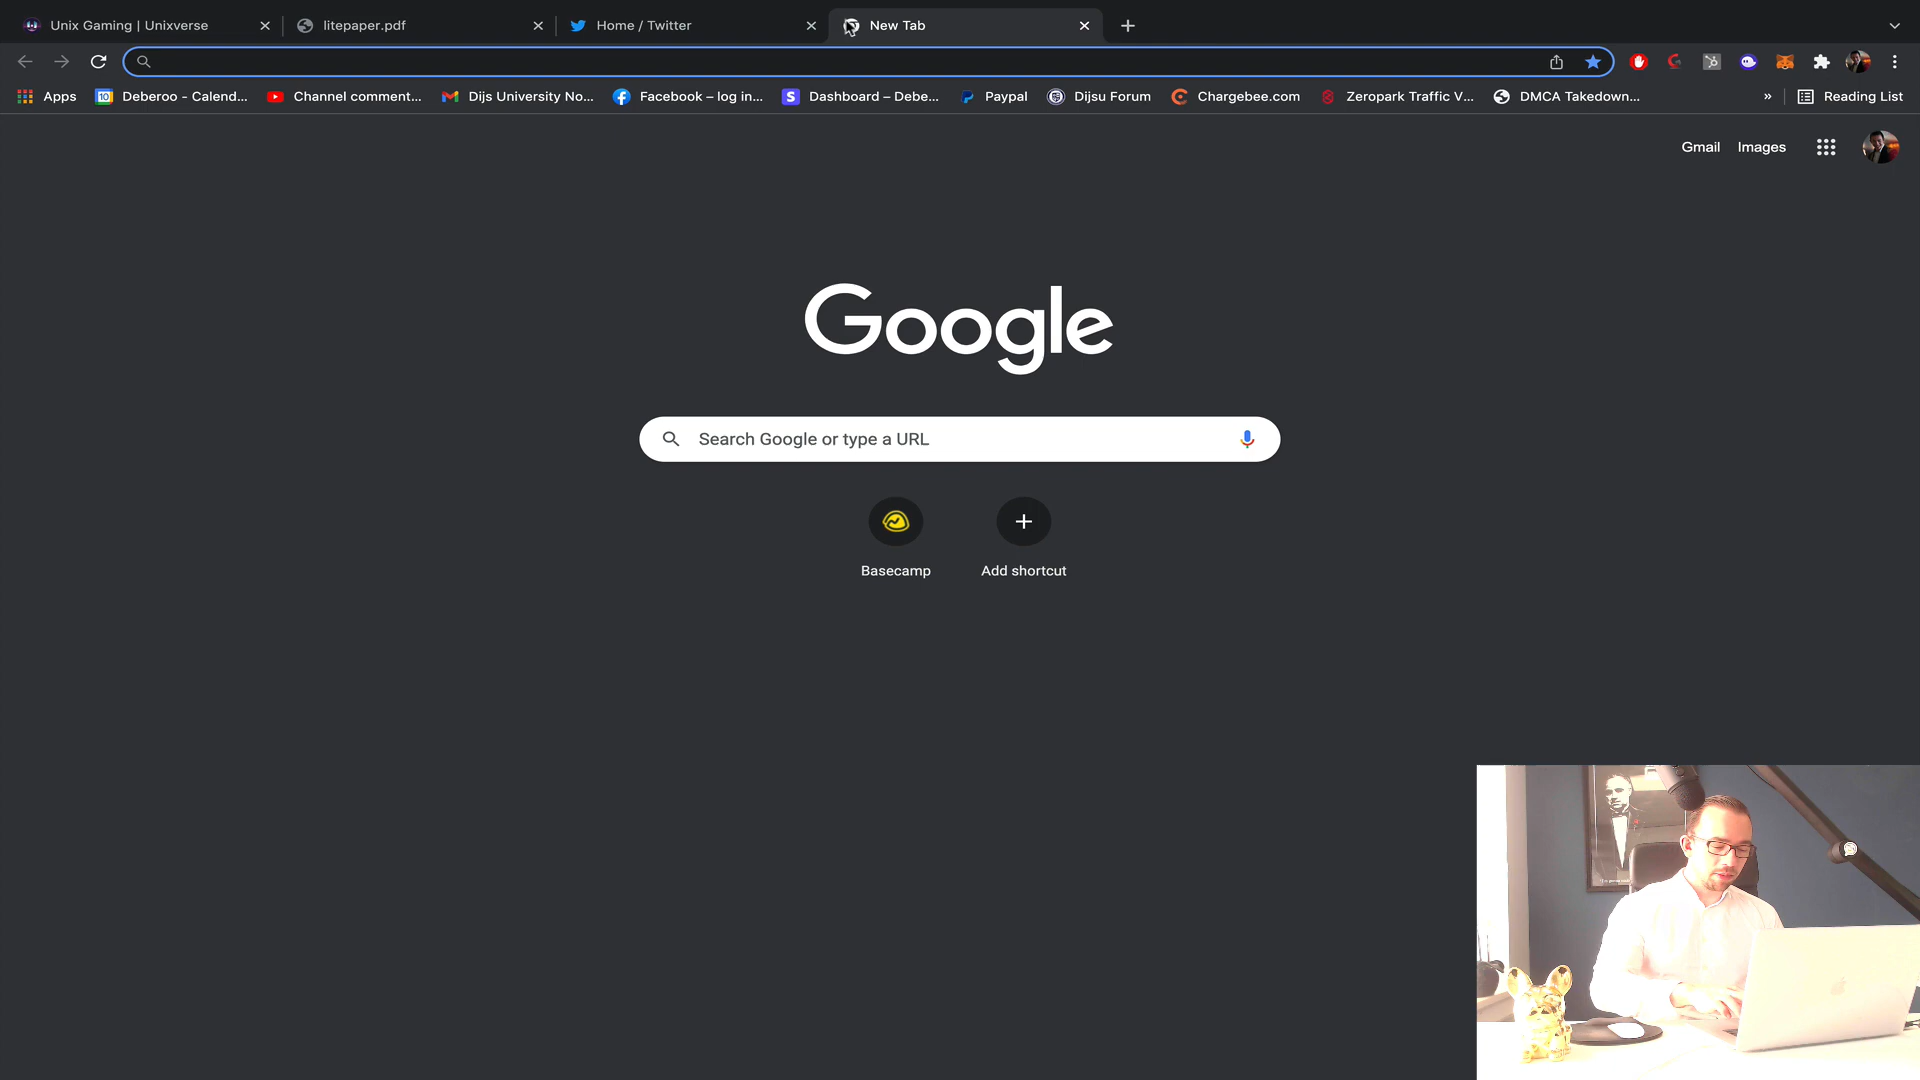 Unix Gaming | Unixverse
litepaper.pdf
Home / Twitter
New Tab
Apps
10
Deberoo - Calend...
Channel comment...
Dijs University No...
Facebook – log in...
S
Dashboard – Debe...
Paypal
Dijsu Forum
Chargebee.com
Zeropark Traffic V...
DMCA Takedown...
»
Reading List
Gmail
Images
Google
Search Google or type a URL
Basecamp
Add shortcut